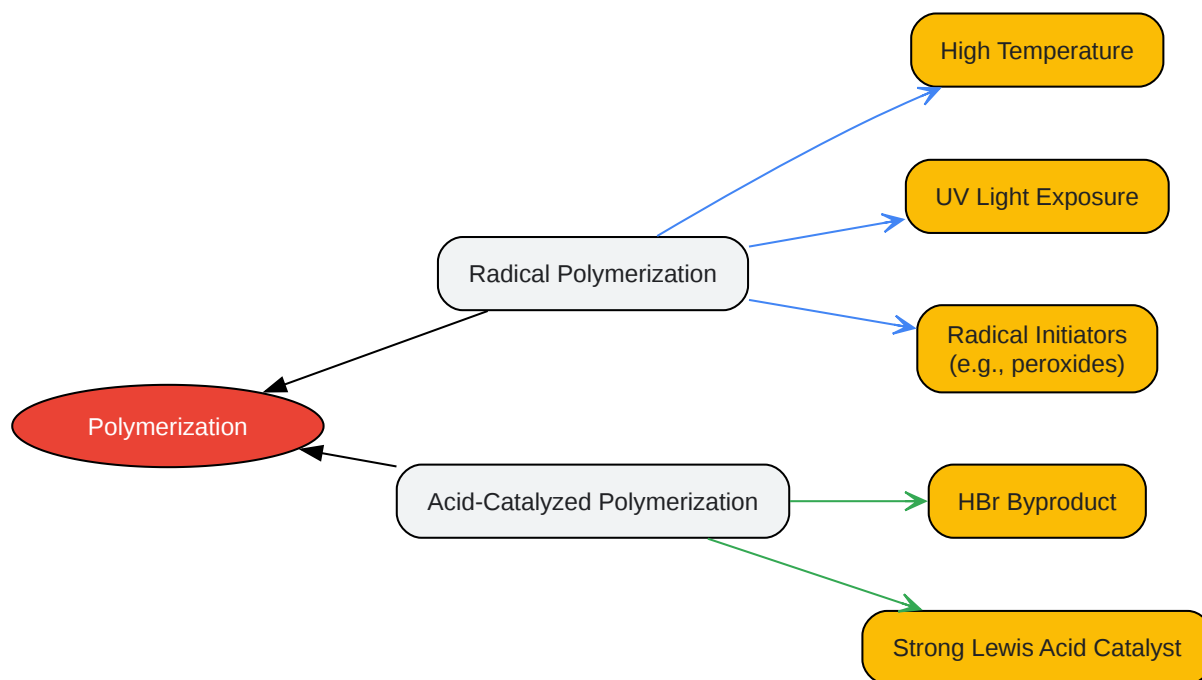 High Temperature
UV Light Exposure
Radical Polymerization
Radical Initiators
(e.g., peroxides)
Polymerization
Acid-Catalyzed Polymerization
HBr Byproduct
Strong Lewis Acid Catalyst